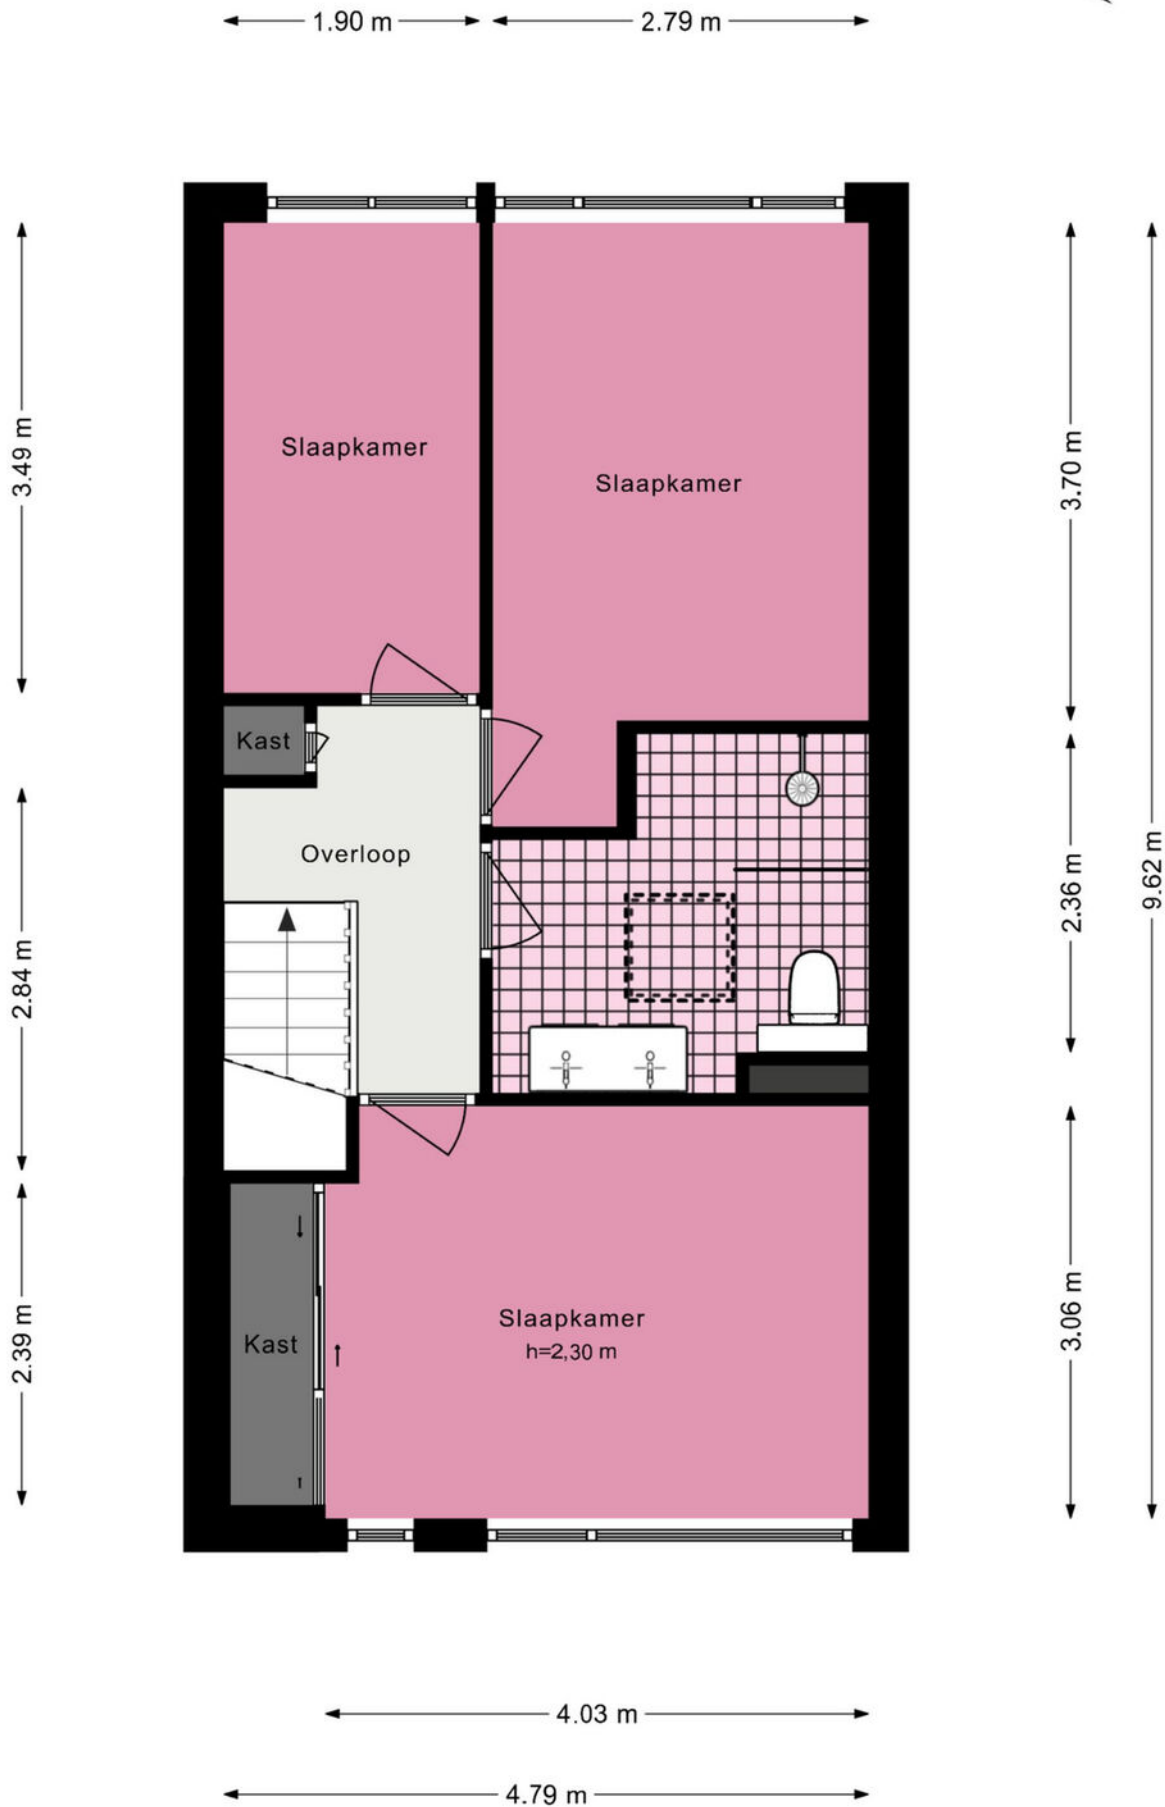 1.90 m
2.79 m
3.49 m
Slaapkamer
Slaapkamer
3.70 m
Kast
Overloop
2.84 m
2.36 m
9.62 m
2.39 m
Kast
Slaapkamer
h=2,30 m
3.06 m
4.03 m
4.79 m